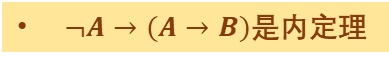 • ¬A → (A → B)是内定理